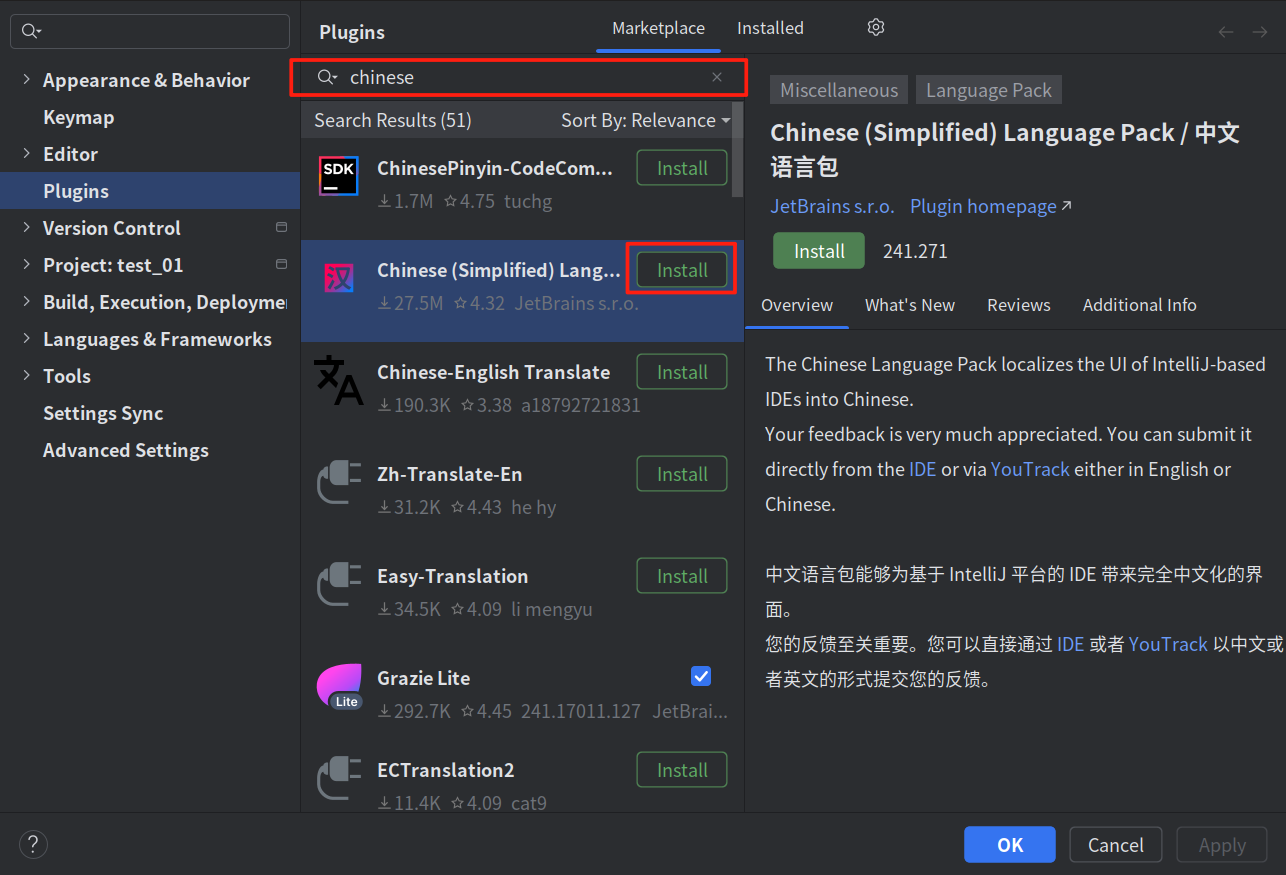 Appearance & Behavior
Keymap
Editor
Plugins
Version Control
Project: test_01
Build, Execution, Deployme
Languages & Frameworks
Tools
Settings Sync
Advanced Settings
Plugins
Marketplace
Installed
chinese
Search Results (51)
Sort By: Relevance
SDK
ChinesePinyin-CodeCom...
Install
1.7M 4.75 tuchg
汉
Chinese (Simplified) Lang...
Install
27.5M 4.32 JetBrains s.r.o.
文A
Chinese-English Translate
Install
190.3K 3.38 a18792721831
Zh-Translate-En
Install
31.2K 4.43 he hy
Easy-Translation
Install
34.5K 4.09 li mengyu
Lite
Grazie Lite
292.7K 4.45 241.17011.127 JetBrai...
ECTranslation2
Install
11.4K 4.09 cat9
Miscellaneous
Language Pack
Chinese (Simplified) Language Pack / 中文
语言包
JetBrains s.r.o. Plugin homepage
Install
241.271
Overview
What's New
Reviews
Additional Info
The Chinese Language Pack localizes the UI of IntelliJ-based
IDEs into Chinese.
Your feedback is very much appreciated. You can submit it
directly from the IDE or via YouTrack either in English or
Chinese.
中文语言包能够为基于 IntelliJ 平台的 IDE 带来完全中文化的界
面。
您的反馈至关重要。您可以直接通过 IDE 或者 YouTrack 以中文或
者英文的形式提交您的反馈。
?
OK
Cancel
Apply